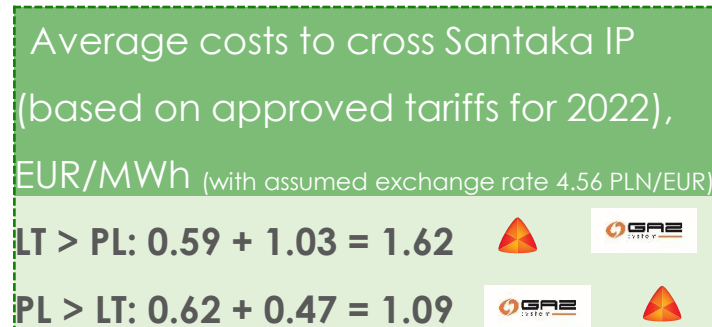 Average costs to cross Santaka IP
(based on approved tariffs for 2022),
EUR/MWh (with assumed exchange rate 4.56 PLN/EUR)
LT > PL: 0.59 + 1.03 = 1.62 GAZ system
PL > LT: 0.62 + 0.47 = 1.09 GAZ system